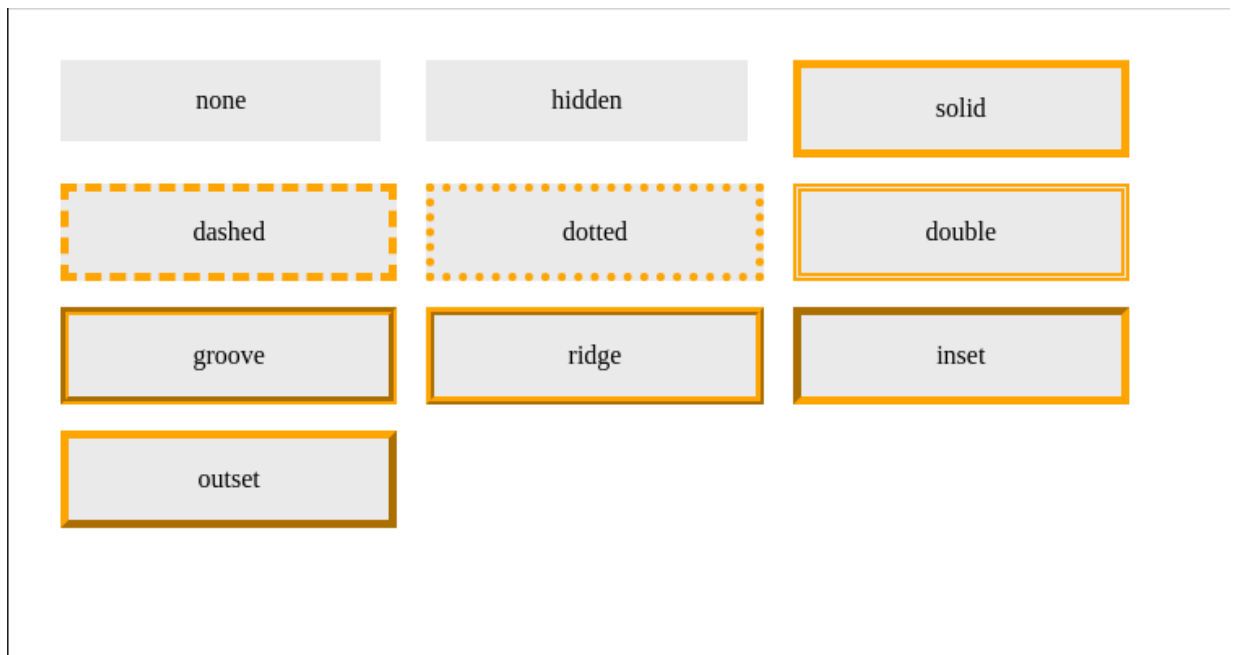 none
hidden
solid
dashed
dotted
double
groove
ridge
inset
outset